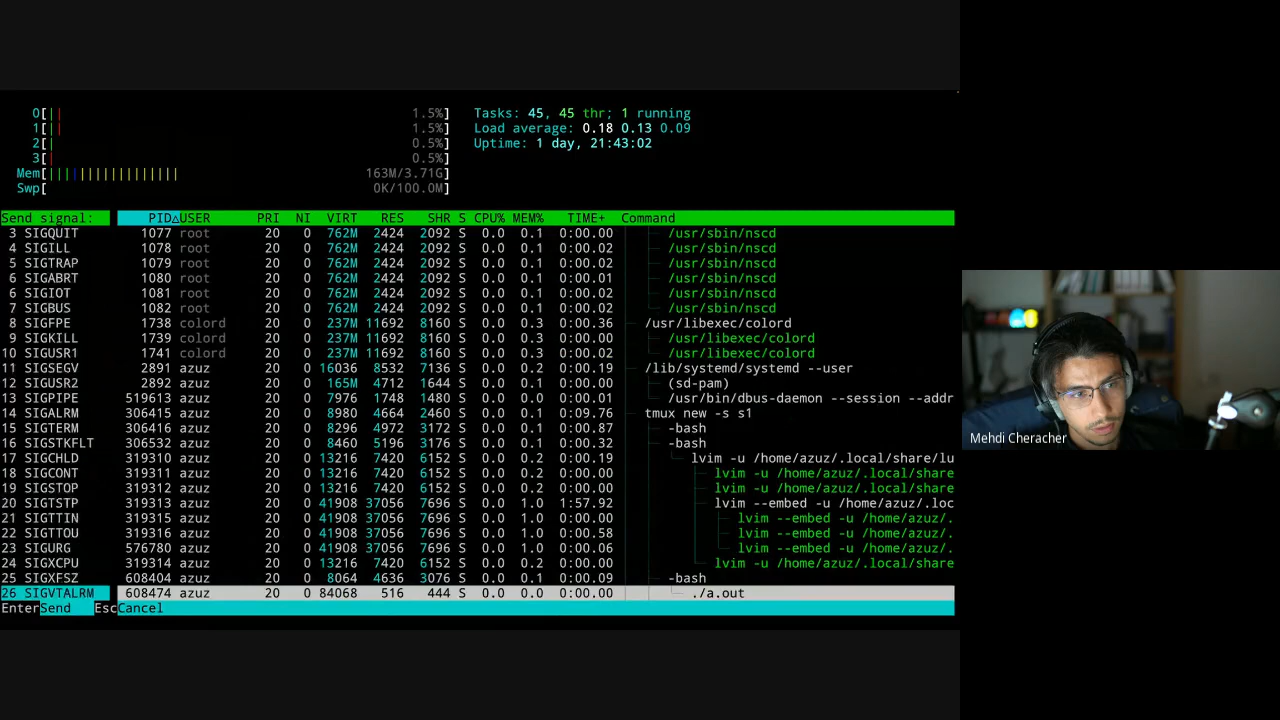 0[|| 1.5%] Tasks: 45, 45 thr; 1 running
1[|| 1.5%] Load average: 0.18 0.13 0.09
2[| 0.5%] Uptime: 1 day, 21:43:02
3[| 0.5%]
Mem[||||||||||||||||| 163M/3.71G]
Swp[ 0K/100.0M]
Send signal: PID△USER PRI NI VIRT RES SHR S CPU% MEM% TIME+ Command
3 SIGQUIT 1077 root 20 0 762M 2424 2092 S 0.0 0.1 0:00.00 /usr/sbin/nscd
4 SIGILL 1078 root 20 0 762M 2424 2092 S 0.0 0.1 0:00.02 /usr/sbin/nscd
5 SIGTRAP 1079 root 20 0 762M 2424 2092 S 0.0 0.1 0:00.02 /usr/sbin/nscd
6 SIGABRT 1080 root 20 0 762M 2424 2092 S 0.0 0.1 0:00.01 /usr/sbin/nscd
6 SIGIOT 1081 root 20 0 762M 2424 2092 S 0.0 0.1 0:00.02 /usr/sbin/nscd
7 SIGBUS 1082 root 20 0 762M 2424 2092 S 0.0 0.1 0:00.02 /usr/sbin/nscd
8 SIGFPE 1738 colord 20 0 237M 11692 8160 S 0.0 0.3 0:00.36 /usr/libexec/colord
9 SIGKILL 1739 colord 20 0 237M 11692 8160 S 0.0 0.3 0:00.00 /usr/libexec/colord
10 SIGUSR1 1741 colord 20 0 237M 11692 8160 S 0.0 0.3 0:00.02 /usr/libexec/colord
11 SIGSEGV 2891 azuz 20 0 16036 8532 7136 S 0.0 0.2 0:00.19 /lib/systemd/systemd --user
12 SIGUSR2 2892 azuz 20 0 165M 4712 1644 S 0.0 0.1 0:00.00 (sd-pam)
13 SIGPIPE 519613 azuz 20 0 7976 1748 1480 S 0.0 0.0 0:00.01 /usr/bin/dbus-daemon --session --addr
14 SIGALRM 306415 azuz 20 0 8980 4664 2460 S 0.0 0.1 0:09.76 tmux new -s s1
15 SIGTERM 306416 azuz 20 0 8296 4972 3172 S 0.0 0.1 0:00.87 -bash
16 SIGSTKFLT 306532 azuz 20 0 8460 5196 3176 S 0.0 0.1 0:00.32 -bash
17 SIGCHLD 319310 azuz 20 0 13216 7420 6152 S 0.0 0.2 0:00.19 lvim -u /home/azuz/.local/share/lu
18 SIGCONT 319311 azuz 20 0 13216 7420 6152 S 0.0 0.2 0:00.00 lvim -u /home/azuz/.local/share
19 SIGSTOP 319312 azuz 20 0 13216 7420 6152 S 0.0 0.2 0:00.00 lvim -u /home/azuz/.local/share
20 SIGTSTP 319313 azuz 20 0 41908 37056 7696 S 0.0 1.0 1:57.92 lvim --embed -u /home/azuz/.loc
21 SIGTTIN 319315 azuz 20 0 41908 37056 7696 S 0.0 1.0 0:00.00 lvim --embed -u /home/azuz/.
22 SIGTTOU 319316 azuz 20 0 41908 37056 7696 S 0.0 1.0 0:00.58 lvim --embed -u /home/azuz/.
23 SIGURG 576780 azuz 20 0 41908 37056 7696 S 0.0 1.0 0:00.06 lvim --embed -u /home/azuz/.
24 SIGXCPU 319314 azuz 20 0 13216 7420 6152 S 0.0 0.2 0:00.00 lvim -u /home/azuz/.local/share
25 SIGXFSZ 608404 azuz 20 0 8064 4636 3076 S 0.0 0.1 0:00.09 -bash
26 SIGVTALRM 608474 azuz 20 0 84068 516 444 S 0.0 0.0 0:00.00 ./a.out
EnterSend EscCancel
Mehdi Cheracher